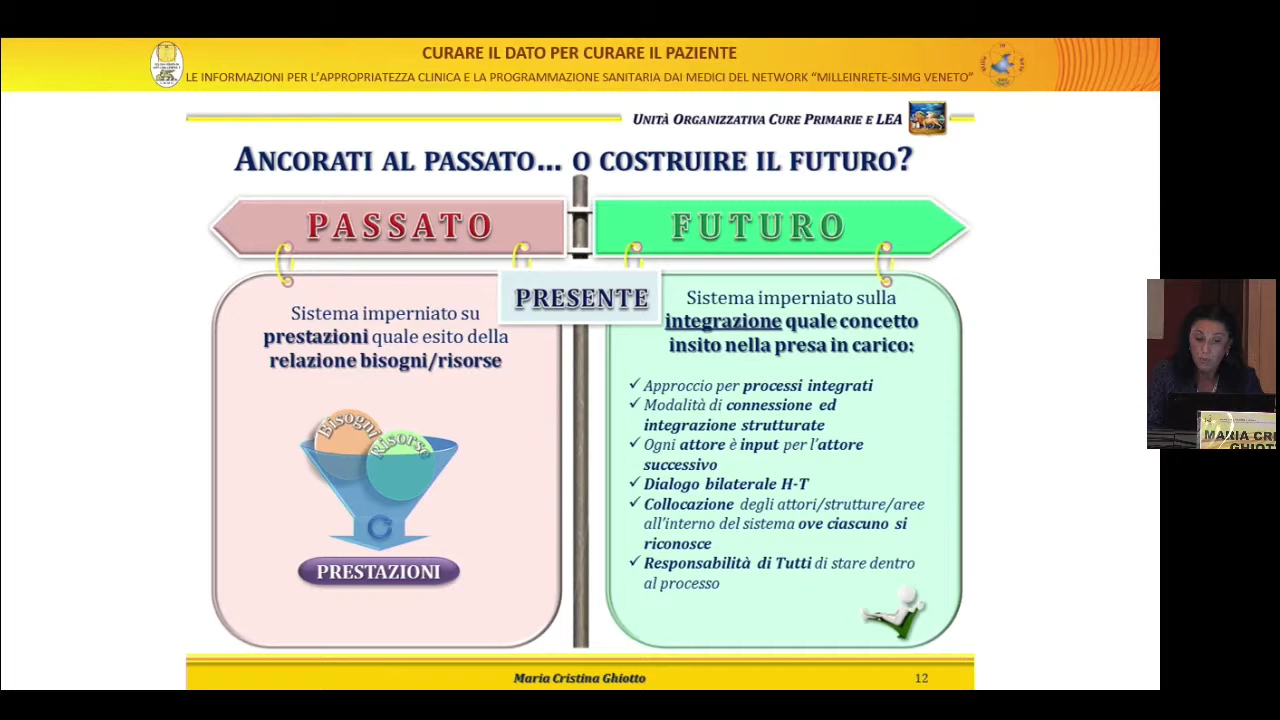 CURARE IL DATO PER CURARE IL PAZIENTE
LE INFORMAZIONI PER L'APPROPRIATEZZA CLINICA E LA PROGRAMMAZIONE SANITARIA DAI MEDICI DEL NETWORK "MILLEINRETE-SIMG VENETO"
UNITÀ ORGANIZZATIVA CURE PRIMARIE E LEA
ANCORATI AL PASSATO... O COSTRUIRE IL FUTURO?
PASSATO
FUTURO
PRESENTE
Sistema imperniato su
prestazioni quale esito della
relazione bisogni/risorse
Bisogni
Risorse
PRESTAZIONI
Sistema imperniato sulla
integrazione quale concetto
insito nella presa in carico:
✓ Approccio per processi integrati
✓ Modalità di connessione ed
integrazione strutturate
✓ Ogni attore è input per l'attore
successivo
✓ Dialogo bilaterale H-T
✓ Collocazione degli attori/strutture/aree
all'interno del sistema ove ciascuno si
riconosce
✓ Responsabilità di Tutti di stare dentro
al processo
Maria Cristina Ghiotto
12
MARIA CRI
GHIOT